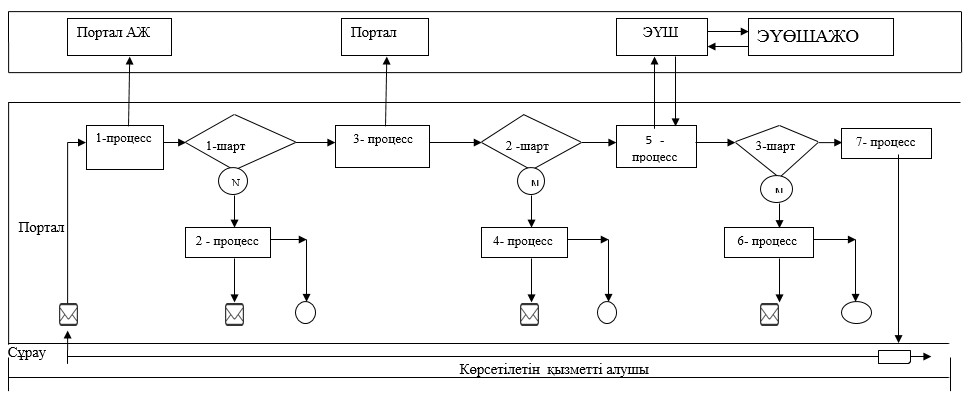 Портал АЖ
Портал
ЭҮШ
ЭҮӨШАЖО
1-процесс
1-шарт
3- процесс
2 -шарт
5 -
процесс
3-шарт
7- процесс
N
N
N
Портал
2 - процесс
4- процесс
6- процесс
Сұрау
Көрсетілетін қызметті алушы